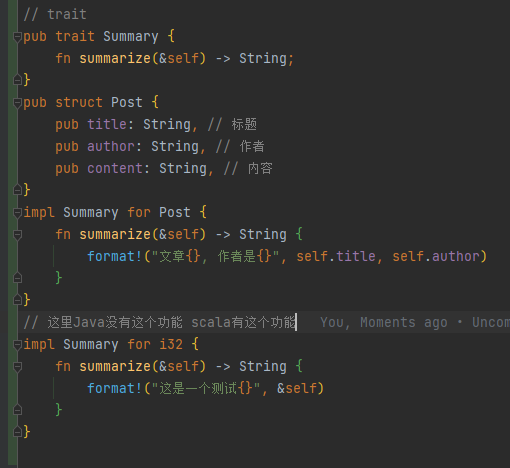 // trait
pub trait Summary {
    fn summarize(&self) -> String;
}
pub struct Post {
    pub title: String, // 标题
    pub author: String, // 作者
    pub content: String, // 内容
}
impl Summary for Post {
    fn summarize(&self) -> String {
        format!("文章{}, 作者是{}", self.title, self.author)
    }
}
// 这里Java没有这个功能 scala有这个功能 You, Moments ago • Uncom
impl Summary for i32 {
    fn summarize(&self) -> String {
        format!("这是一个测试{}", &self)
    }
}